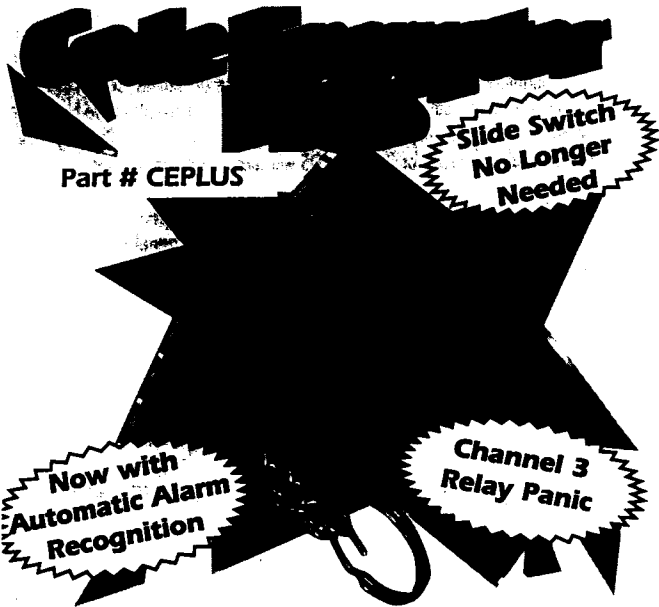 Part # CEPLUS
Slide Switch
No Longer
Needed
Now with
Automatic Alarm
Recognition
Channel 3
Relay Panic